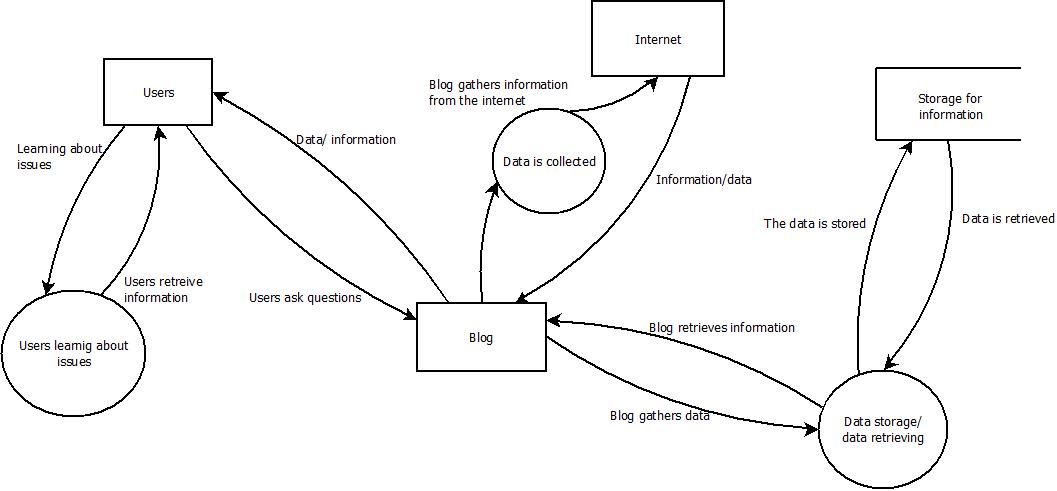 Internet
Blog gathers information
from the internet
Users
Storage for
information
Data/ information
Learning about
issues
Data is collected
Information/data
The data is stored
Data is retrieved
Users retreive
information
Users ask questions
Blog retrieves information
Blog
Users learnig about
issues
Blog gathers data
Data storage/
data retrieving